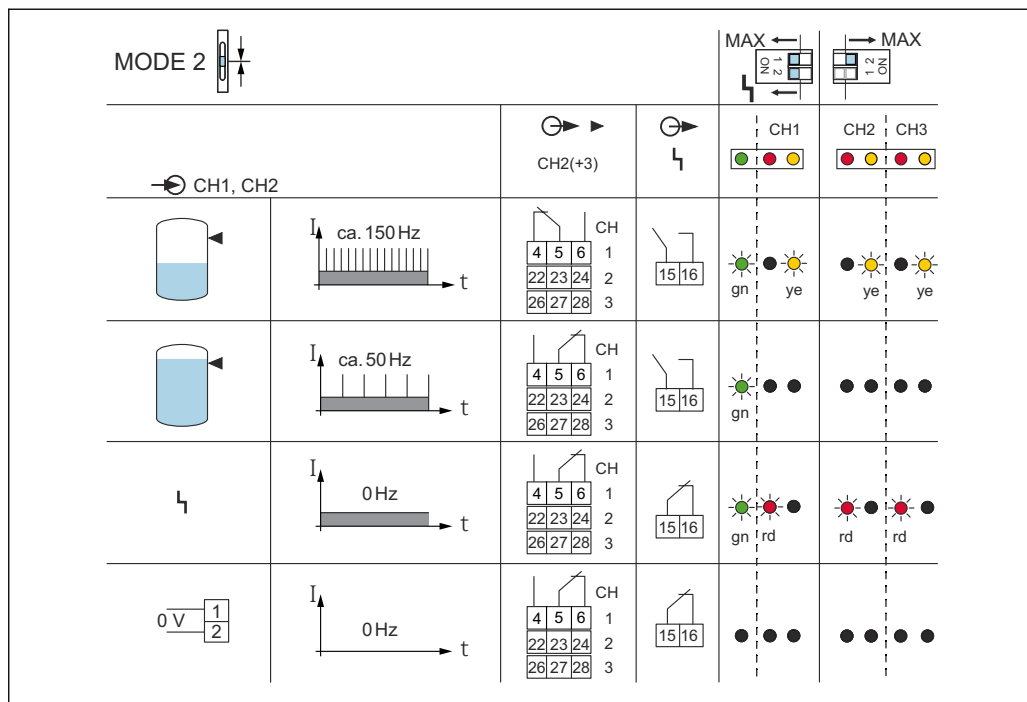 MODE 2
MAX
1 2
ON
MAX
1 2
ON
CH2(+3)
CH1
CH2 CH3
CH1, CH2
I
ca. 150 Hz
t
CH
4 5 6 1
22 23 24 2
26 27 28 3
15 16
gn ye ye ye
I
ca. 50 Hz
t
CH
4 5 6 1
22 23 24 2
26 27 28 3
15 16
gn
I
0 Hz
t
CH
4 5 6 1
22 23 24 2
26 27 28 3
15 16
gn rd rd rd
0 V
1
2
I
0 Hz
t
CH
4 5 6 1
22 23 24 2
26 27 28 3
15 16